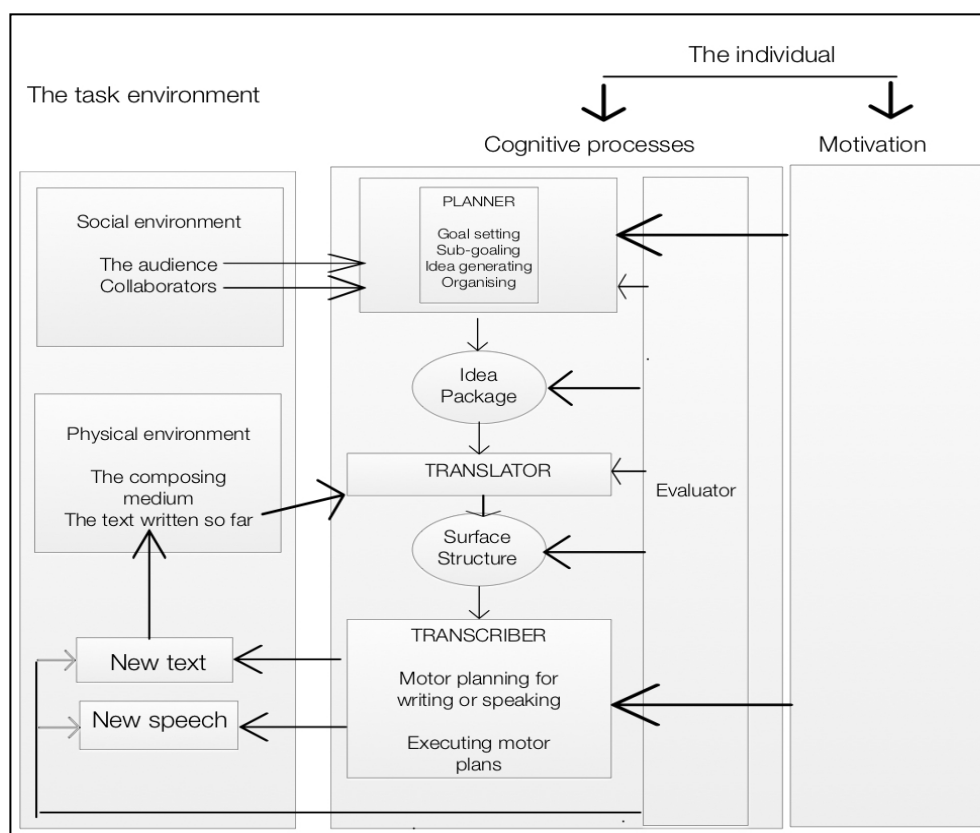 The individual
The task environment
Cognitive processes
Motivation
Social environment
The audience
Collaborators
PLANNER
Goal setting
Sub-goaling
Idea generating
Organising
Idea
Package
Physical environment
The composing
medium
The text written so far
TRANSLATOR
Evaluator
Surface
Structure
TRANSCRIBER
Motor planning for
writing or speaking
Executing motor
plans
New text
New speech